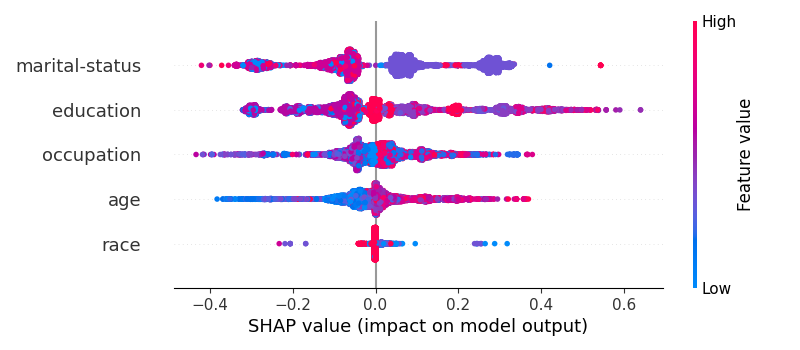 High
marital-status
education
occupation
age
race
Feature value
Low
−0.4 −0.2 0.0 0.2 0.4 0.6
SHAP value (impact on model output)